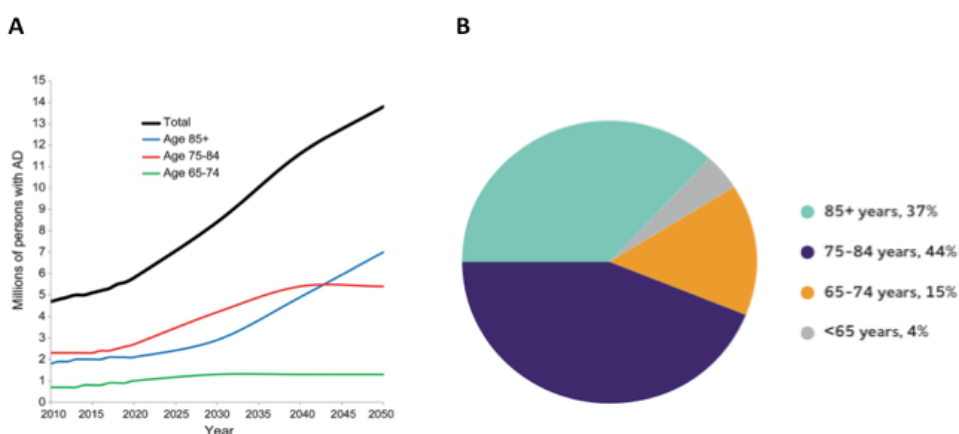 A
B
15
14
13
12
11
10
9
8
7
6
5
4
3
2
1
0
Millions of persons with AD
Total
Age 85+
Age 75-84
Age 65-74
2010 2015 2020 2025 2030 2035 2040 2045 2050
Year
85+ years, 37%
75-84 years, 44%
65-74 years, 15%
<65 years, 4%